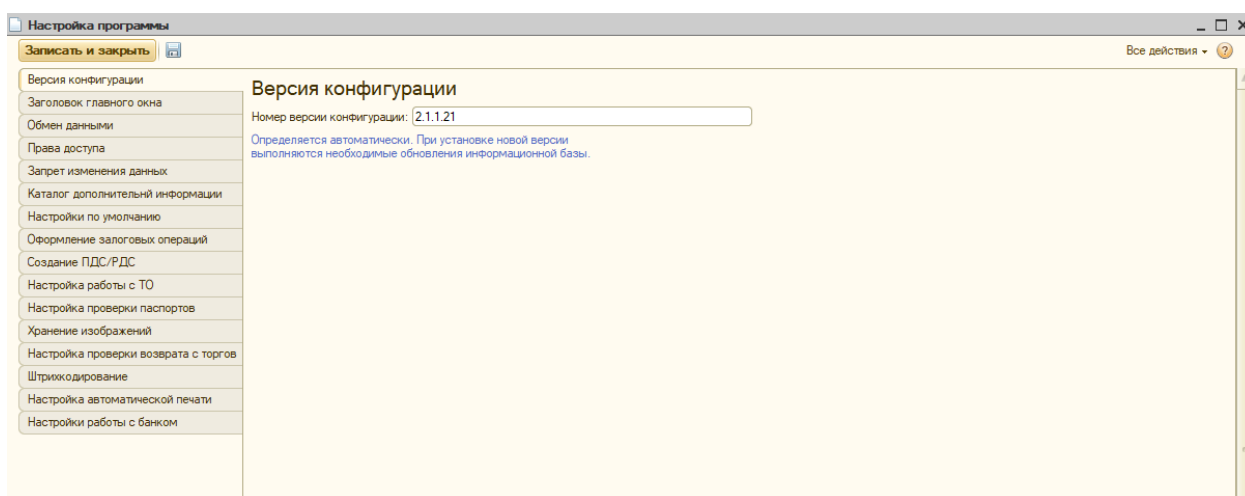 Настройка программы
Записать и закрыть
Все действия
Версия конфигурации
Заголовок главного окна
Обмен данными
Права доступа
Запрет изменения данных
Каталог дополнительнй информации
Настройки по умолчанию
Оформление залоговых операций
Создание ПДС/РДС
Настройка работы с ТО
Настройка проверки паспортов
Хранение изображений
Настройка проверки возврата с торгов
Штрихкодирование
Настройка автоматической печати
Настройки работы с банком
Версия конфигурации
Номер версии конфигурации: 2.1.1.21
Определяется автоматически. При установке новой версии
выполняются необходимые обновления информационной базы.